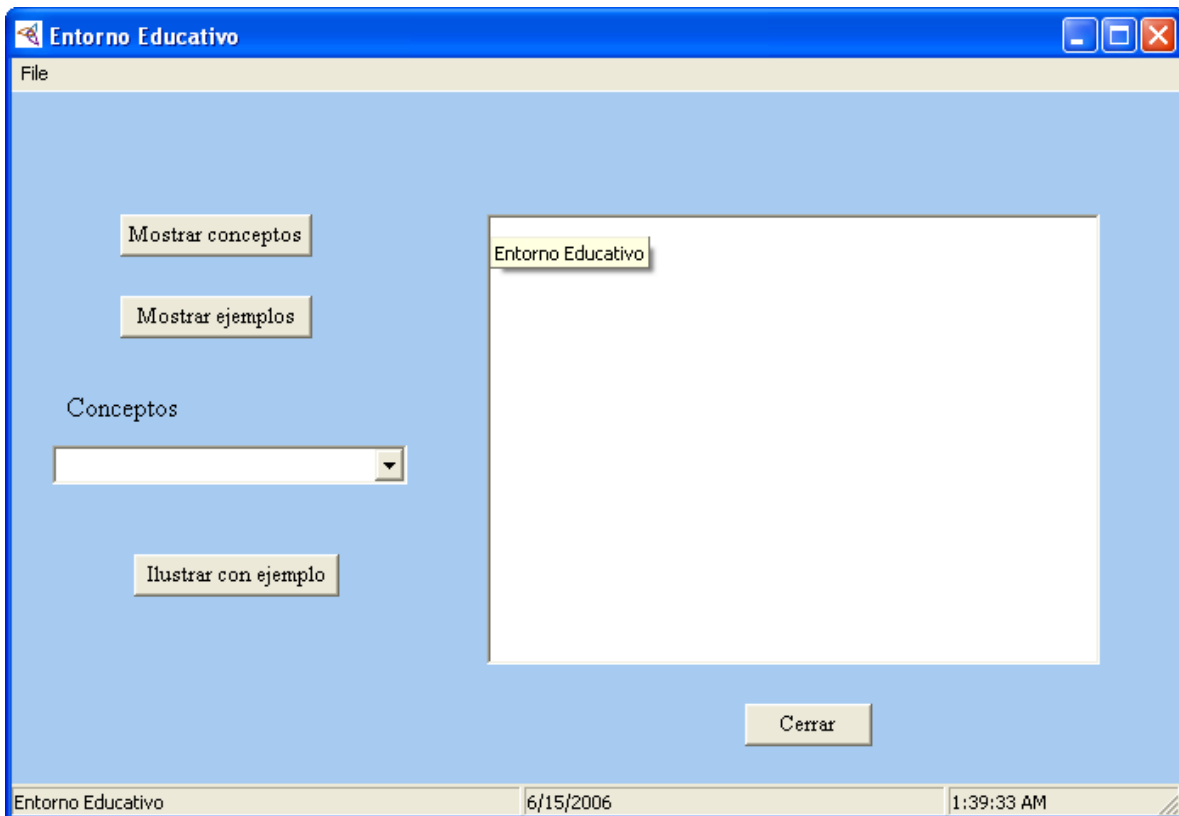 Entorno Educativo
File
Mostrar conceptos
Entorno Educativo
Mostrar ejemplos
Conceptos
Ilustrar con ejemplo
Cerrar
Entorno Educativo 6/15/2006 1:39:33 AM